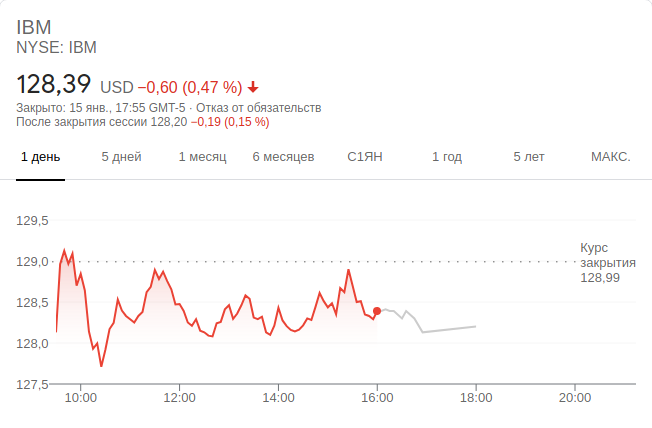 IBM
NYSE: IBM
128,39 USD −0,60 (0,47 %)
Закрыто: 15 янв., 17:55 GMT-5 · Отказ от обязательств
После закрытия сессии 128,20 −0,19 (0,15 %)
1 день 5 дней 1 месяц 6 месяцев С1ЯН 1 год 5 лет МАКС.
129,5
Курс
129,0 закрытия
128,99
128,5
128,0
127,5
10:00 12:00 14:00 16:00 18:00 20:00